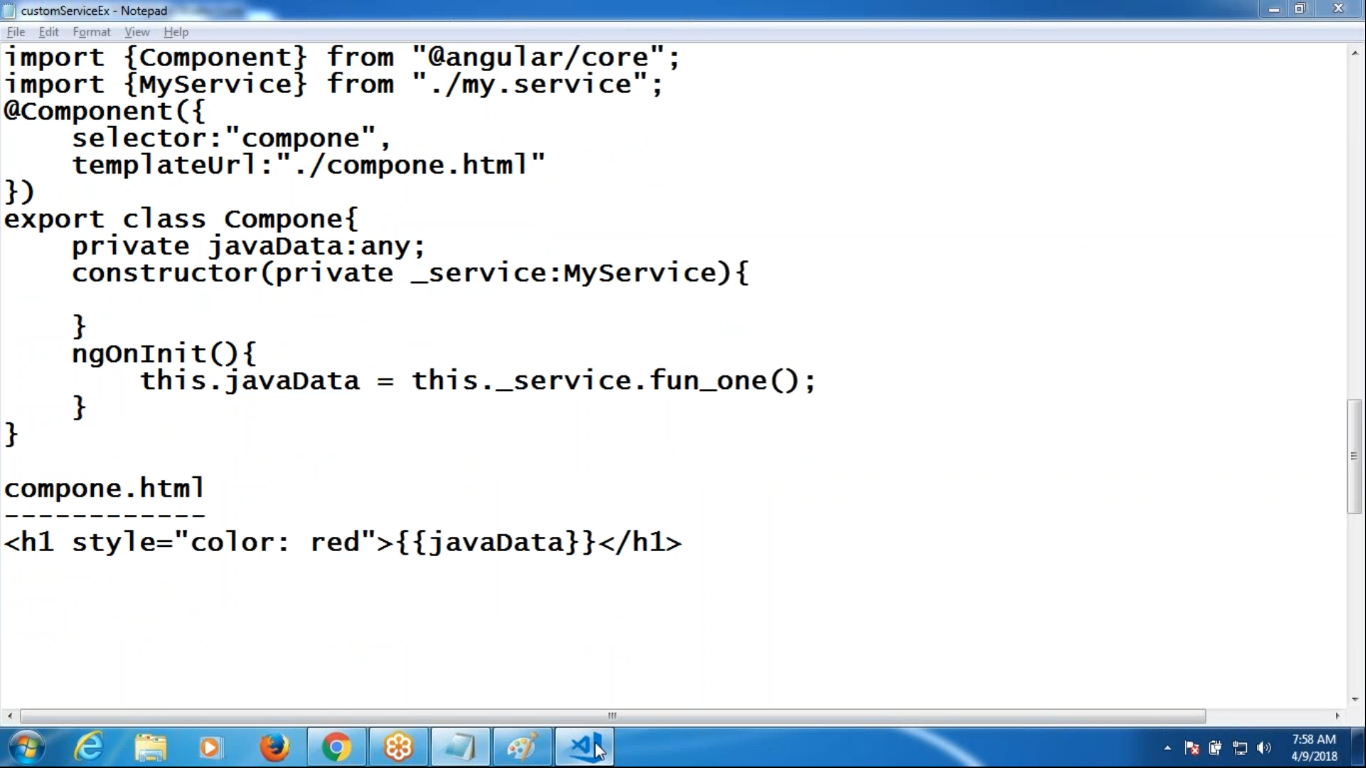 customServiceEx - Notepad
File Edit Format View Help
import {Component} from "@angular/core";
import {MyService} from "./my.service";
@Component({
    selector:"compone",
    templateUrl:"./compone.html"
})
export class Compone{
    private javaData:any;
    constructor(private _service:MyService){
    }
    ngOnInit(){
        this.javaData = this._service.fun_one();
    }
}
compone.html
------------
<h1 style="color: red">{{javaData}}</h1>
7:58 AM
4/9/2018